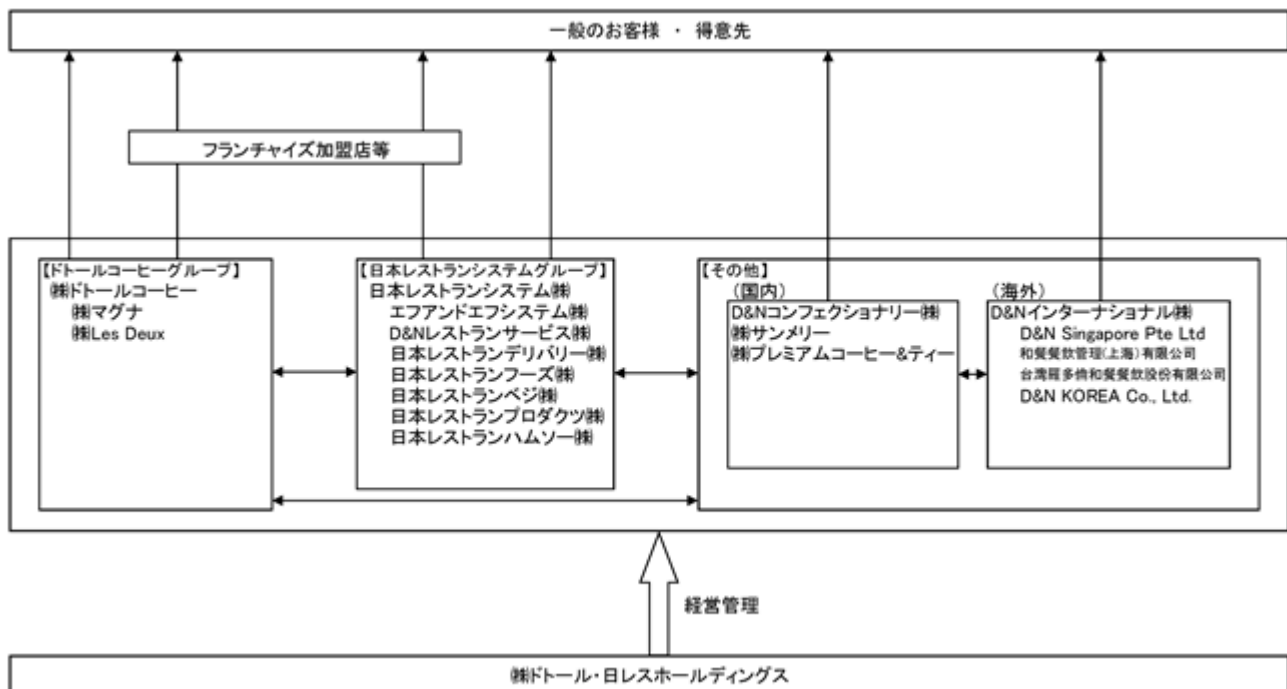 一般のお客様 ・ 得意先
フランチャイズ加盟店等
【ドトールコーヒーグループ】
㈱ドトールコーヒー
㈱マグナ
㈱Les Deux
【日本レストランシステムグループ】
日本レストランシステム㈱
エフアンドエフシステム㈱
D&Nレストランサービス㈱
日本レストランデリバリー㈱
日本レストランフーズ㈱
日本レストランベジ㈱
日本レストランプロダクツ㈱
日本レストランハムソー㈱
【その他】
（国内）
D&Nコンフェクショナリー㈱
㈱サンメリー
㈱プレミアムコーヒー&ティー
（海外）
D&Nインターナショナル㈱
D&N Singapore Pte Ltd
和餐餐飲管理(上海)有限公司
台湾羅多倫和餐餐飲股份有限公司
D&N KOREA Co., Ltd.
経営管理
㈱ドトール・日レスホールディングス